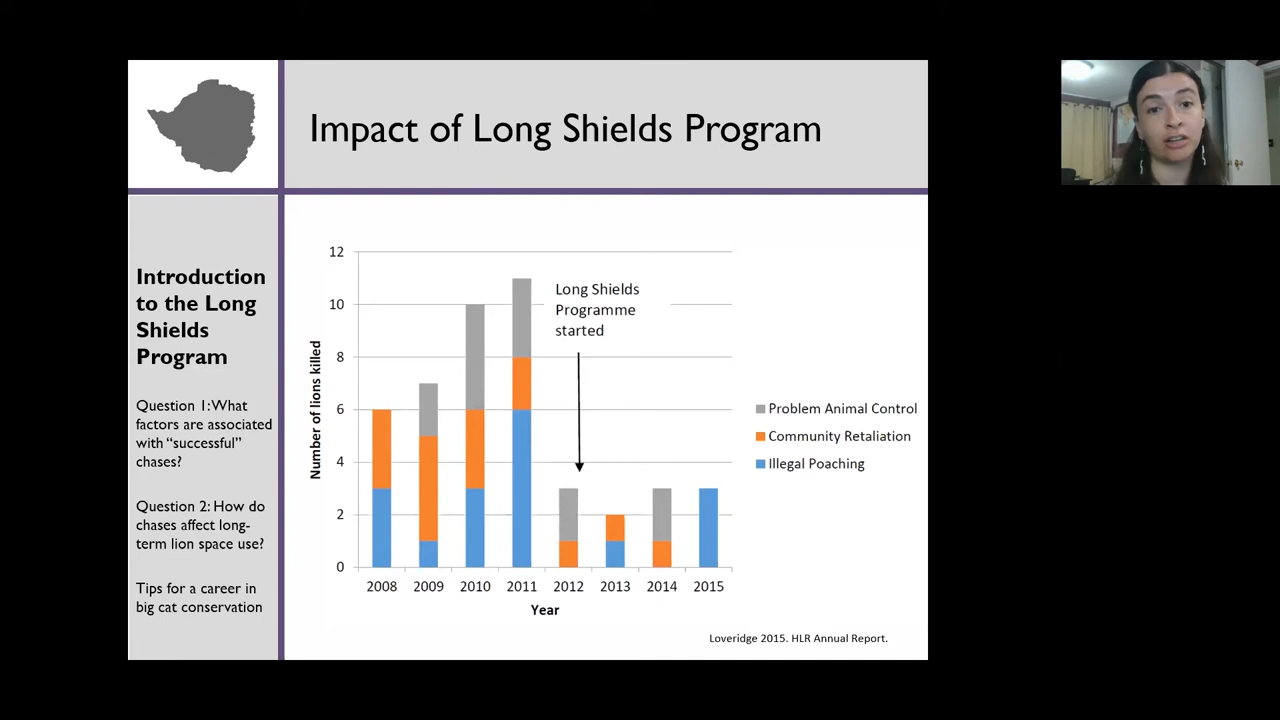 Impact of Long Shields Program
Introduction
to the Long
Shields
Program
Question 1: What
factors are associated
with “successful”
chases?
Question 2: How do
chases affect long-
term lion space use?
Tips for a career in
big cat conservation
Number of lions killed
12
10
8
6
4
2
0
Long Shields
Programme
started
2008 2009 2010 2011 2012 2013 2014 2015
Year
Problem Animal Control
Community Retaliation
Illegal Poaching
Loveridge 2015. HLR Annual Report.